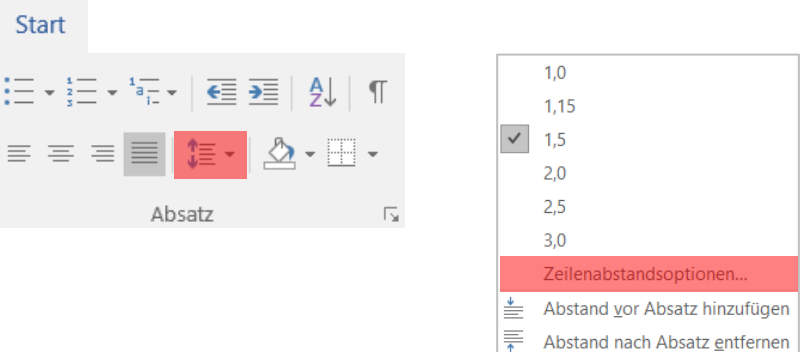 Start
Absatz
1,0
1,15
1,5
2,0
2,5
3,0
Zeilenabstandsoptionen...
Abstand vor Absatz hinzufügen
Abstand nach Absatz entfernen